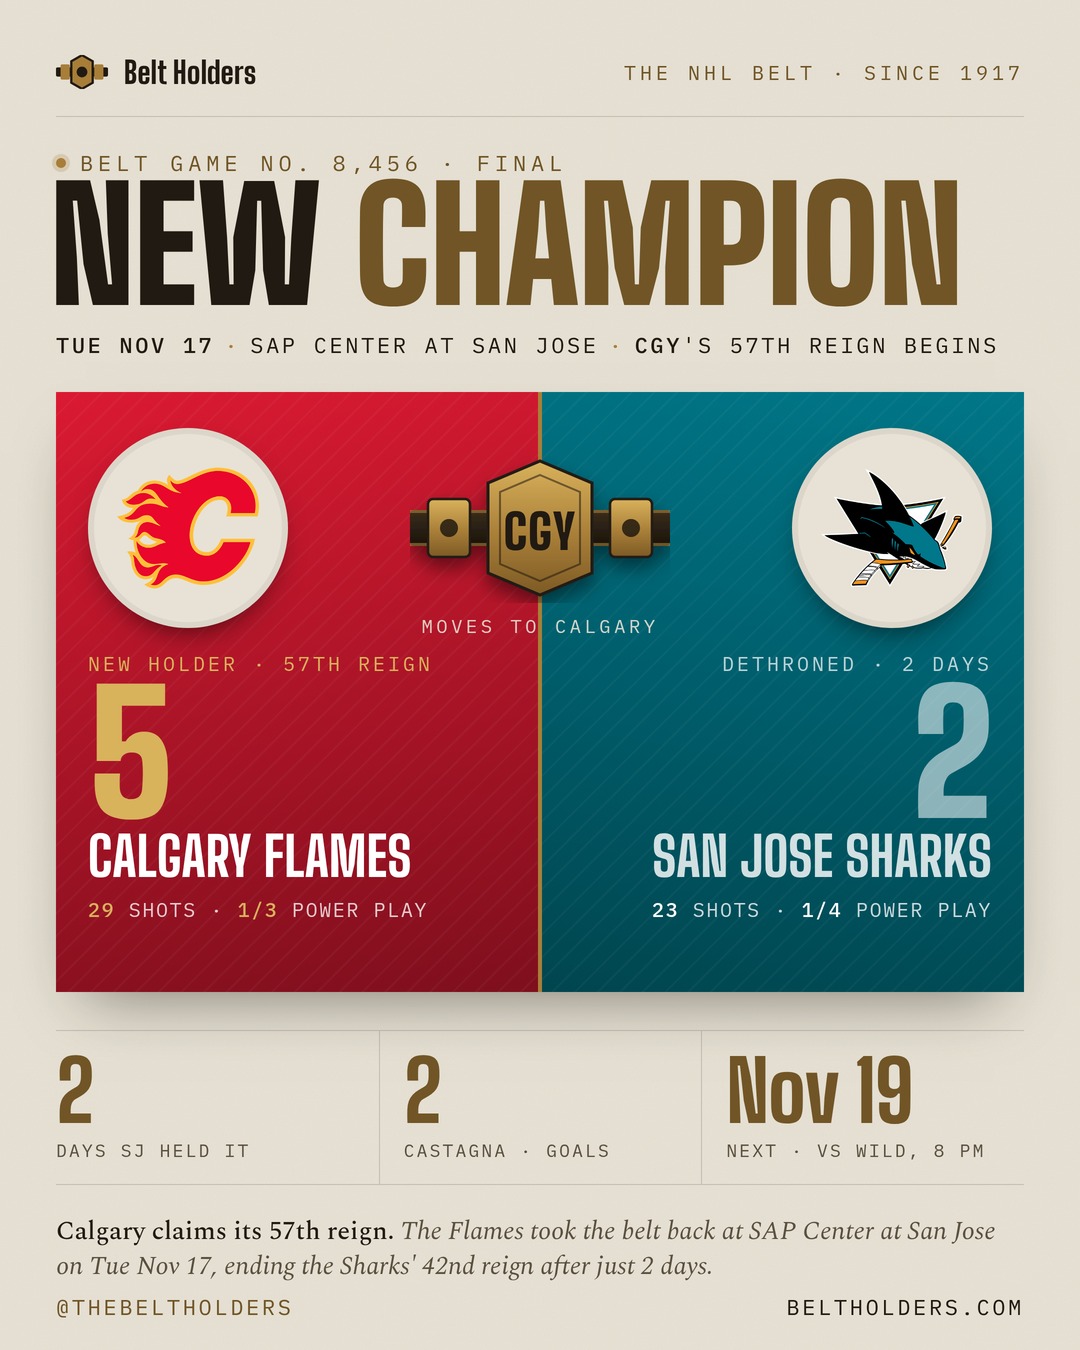 Belt Holders
THE NHL BELT · SINCE 1917
BELT GAME NO. 8,456 · FINAL
NEW CHAMPION
TUE NOV 17 · SAP CENTER AT SAN JOSE · CGY'S 57TH REIGN BEGINS
CGY
MOVES TO CALGARY
NEW HOLDER · 57TH REIGN
5
CALGARY FLAMES
29 SHOTS · 1/3 POWER PLAY
DETHRONED · 2 DAYS
2
SAN JOSE SHARKS
23 SHOTS · 1/4 POWER PLAY
2
DAYS SJ HELD IT
2
CASTAGNA · GOALS
Nov 19
NEXT · VS WILD, 8 PM
Calgary claims its 57th reign. The Flames took the belt back at SAP Center at San Jose
on Tue Nov 17, ending the Sharks' 42nd reign after just 2 days.
@THEBELTHOLDERS
BELTHOLDERS.COM